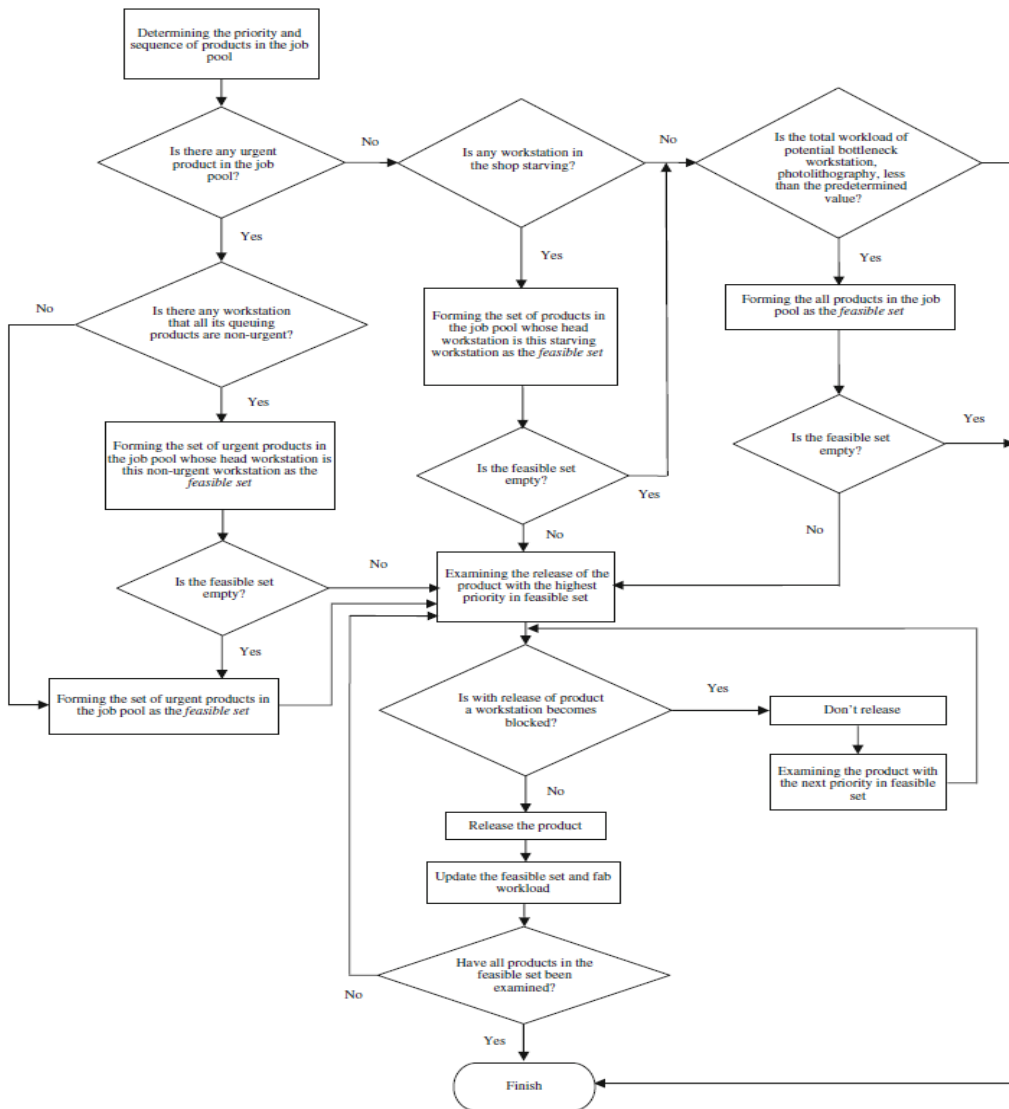 Determining the priority and
sequence of products in the job
pool
Is there any urgent
product in the job
pool?
No
Is any workstation in
the shop starving?
No
Is the total workload of
potential bottleneck
workstation,
photolithography, less
than the predetermined
value?
Yes
Yes
Yes
No
Is there any workstation
that all its queuing
products are non-urgent?
Forming the set of products in
the job pool whose head
workstation is this starving
workstation as the feasible set
Forming the all products in the job
pool as the feasible set
Yes
Forming the set of urgent products in
the job pool whose head workstation is
this non-urgent workstation as the
feasible set
Is the feasible set
empty?
Yes
Is the feasible set
empty?
Yes
No
No
Is the feasible set
empty?
No
Examining the release of the
product with the highest
priority in feasible set
Yes
Forming the set of urgent products in
the job pool as the feasible set
Is with release of product
a workstation becomes
blocked?
Yes
Don't release
Examining the product with
the next priority in feasible
set
No
Release the product
Update the feasible set and fab
workload
Have all products in the
feasible set been
examined?
No
Yes
Finish